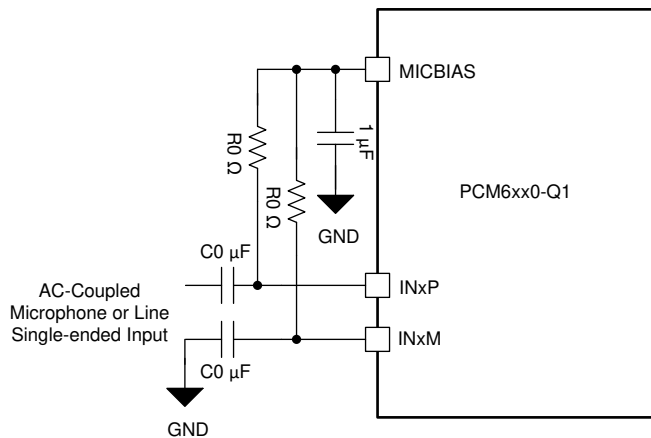 MICBIAS
R0 Ω
R0 Ω
1 µF
GND
PCM6xx0-Q1
C0 µF
AC-Coupled
Microphone or Line
Single-ended Input
INxP
INxM
C0 µF
GND